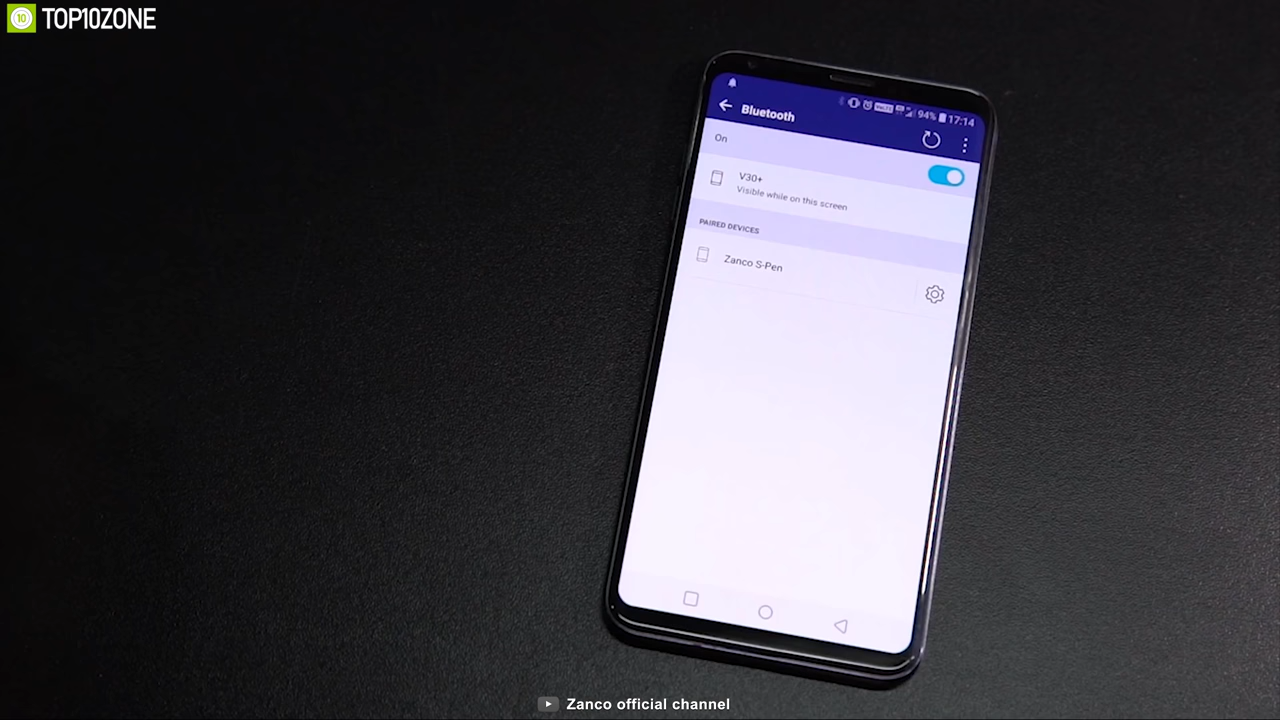 10 TOP10ZONE
94% 17:14
Bluetooth
On
V30+
Visible while on this screen
PAIRED DEVICES
Zanco S-Pen
Zanco official channel